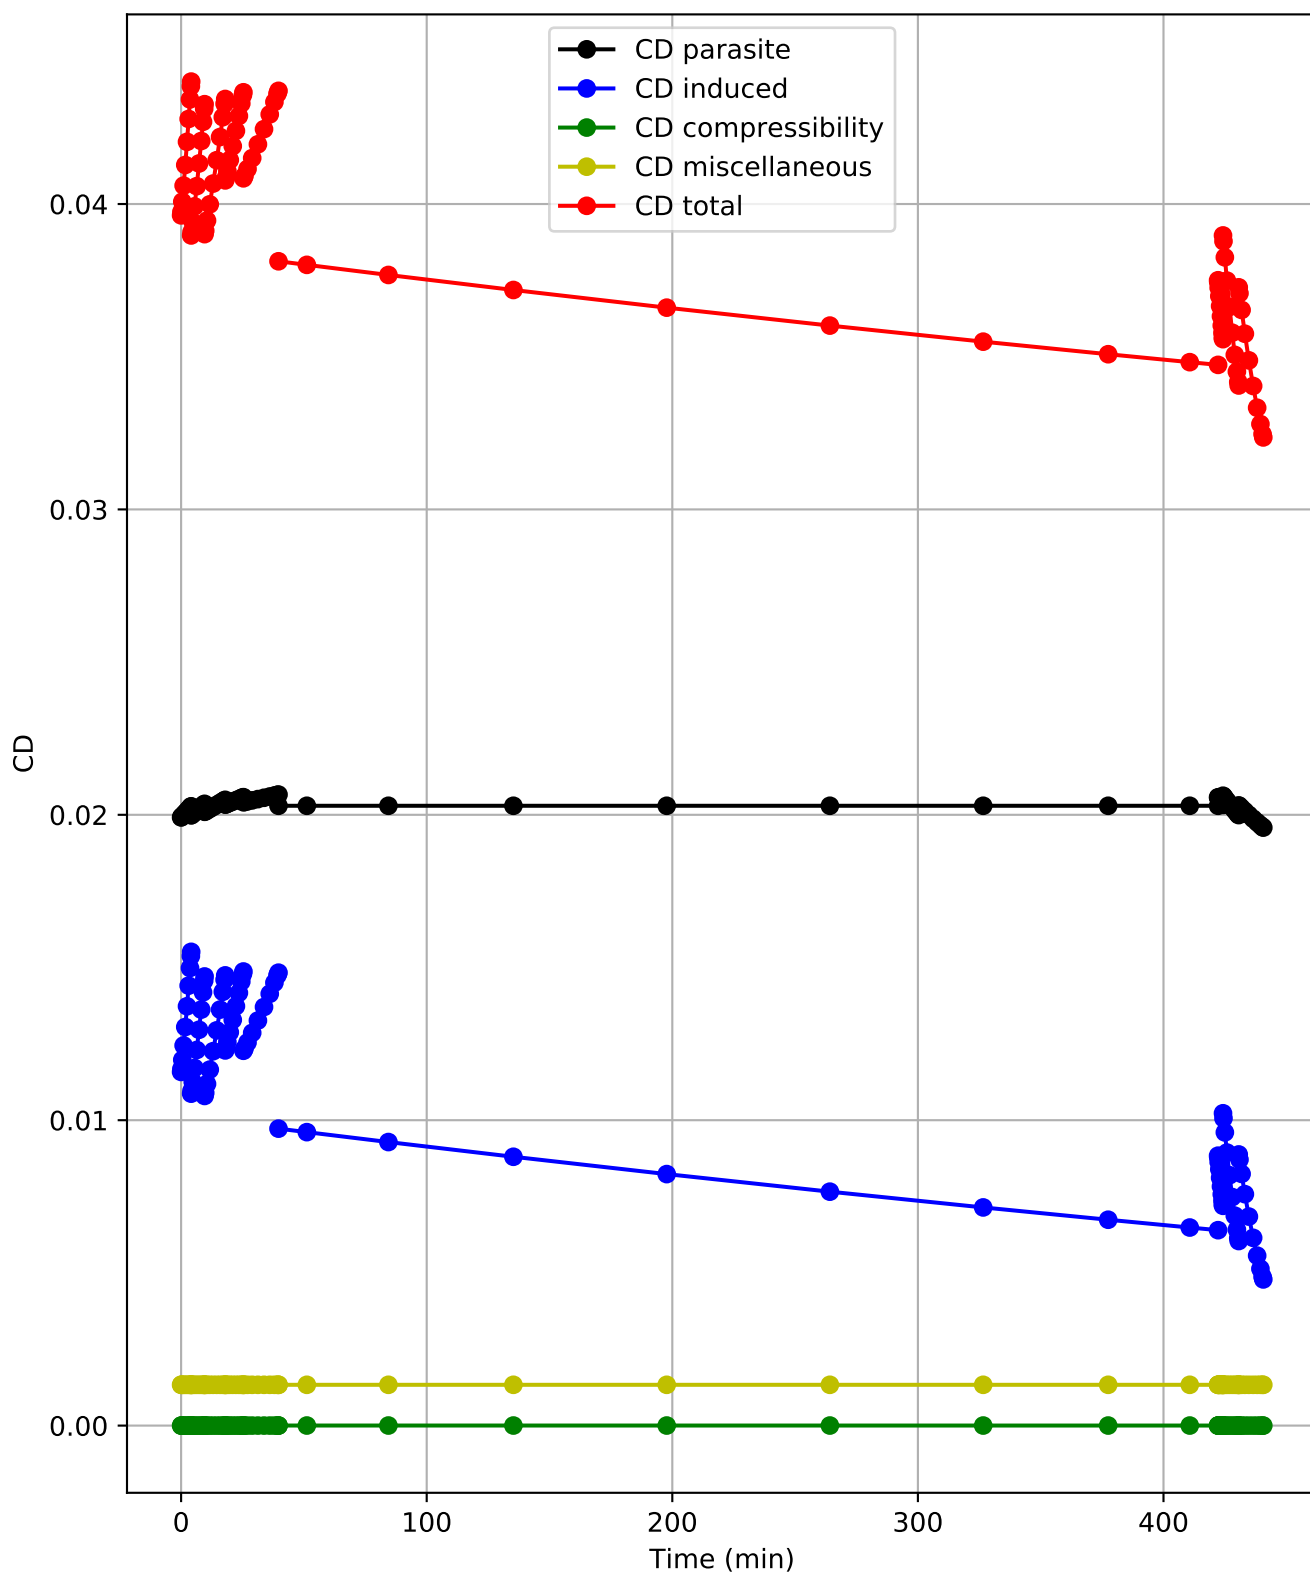 CD parasite
CD induced
CD compressibility
CD miscellaneous
CD total
0.04
0.03
0.02
0.01
0.00
CD
0 100 200 300 400
Time (min)